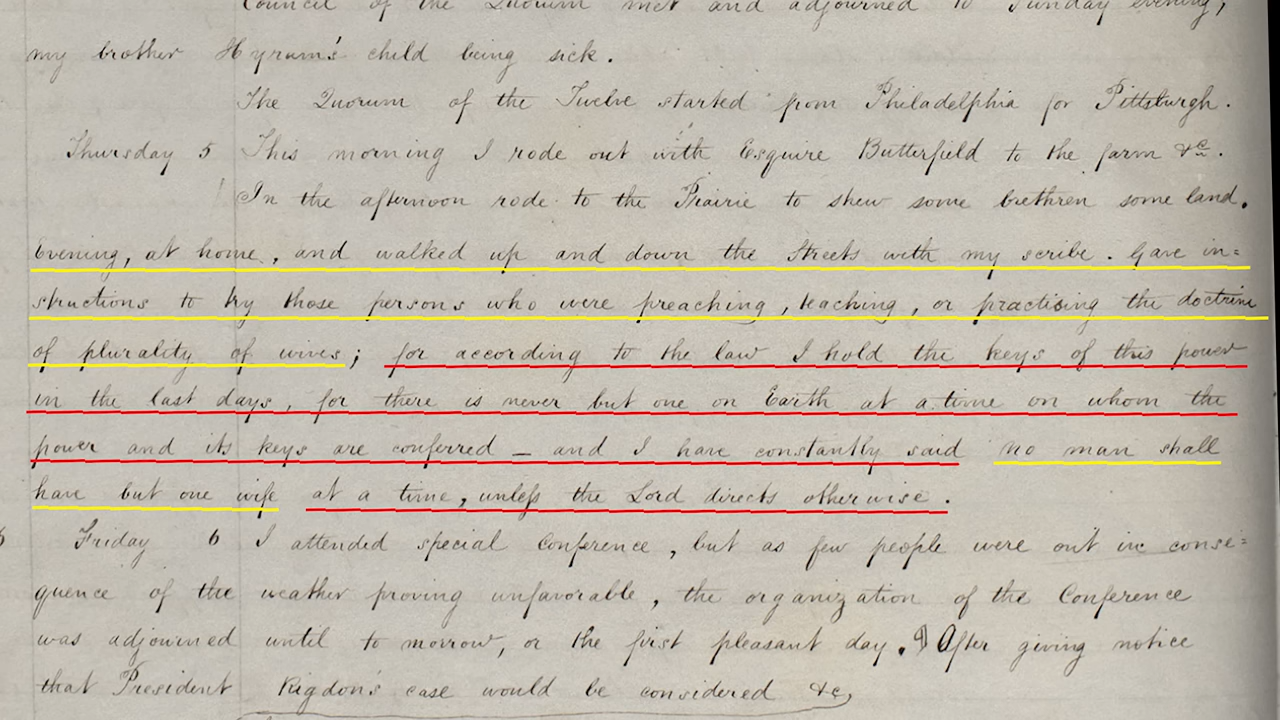 Council of the Quorum met and adjourned to Sunday evening,
my brother Hyrum's child being sick.
The Quorum of the Twelve started from Philadelphia for Pittsburgh.
Thursday 5 This morning I rode out with Esquire Butterfield to the farm &c.
In the afternoon rode to the Prairie to shew some brethren some land.
Evening, at home, and walked up and down the Streets with my scribe. Gave in=
structions to try those persons who were preaching, teaching, or practising the doctrine
of plurality of wives; for according to the law I hold the keys of this power
in the last days, for there is never but one on Earth at a time on whom the
power and its keys are conferred – and I have constantly said no man shall
have but one wife at a time, unless the Lord directs otherwise.
Friday 6 I attended special Conference, but as few people were out in conse=
quence of the weather proving unfavorable, the organization of the Conference
was adjourned until to morrow, or the first pleasant day. After giving notice
that President Rigdon's case would be considered &c,